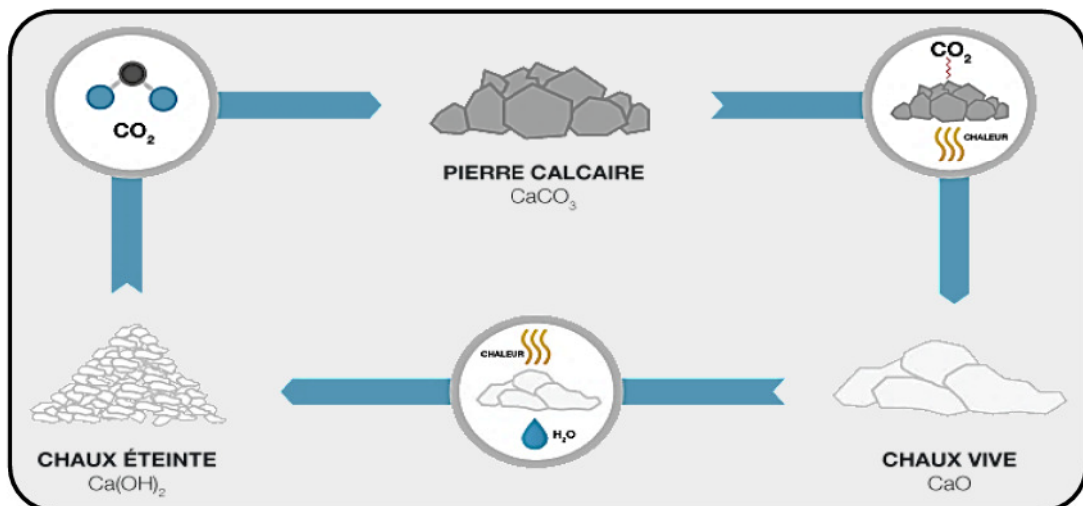 CO₂
PIERRE CALCAIRE
CaCO₃
CO₂
CHALEUR
CHALEUR
H₂O
CHAUX ÉTEINTE
Ca(OH)₂
CHAUX VIVE
CaO